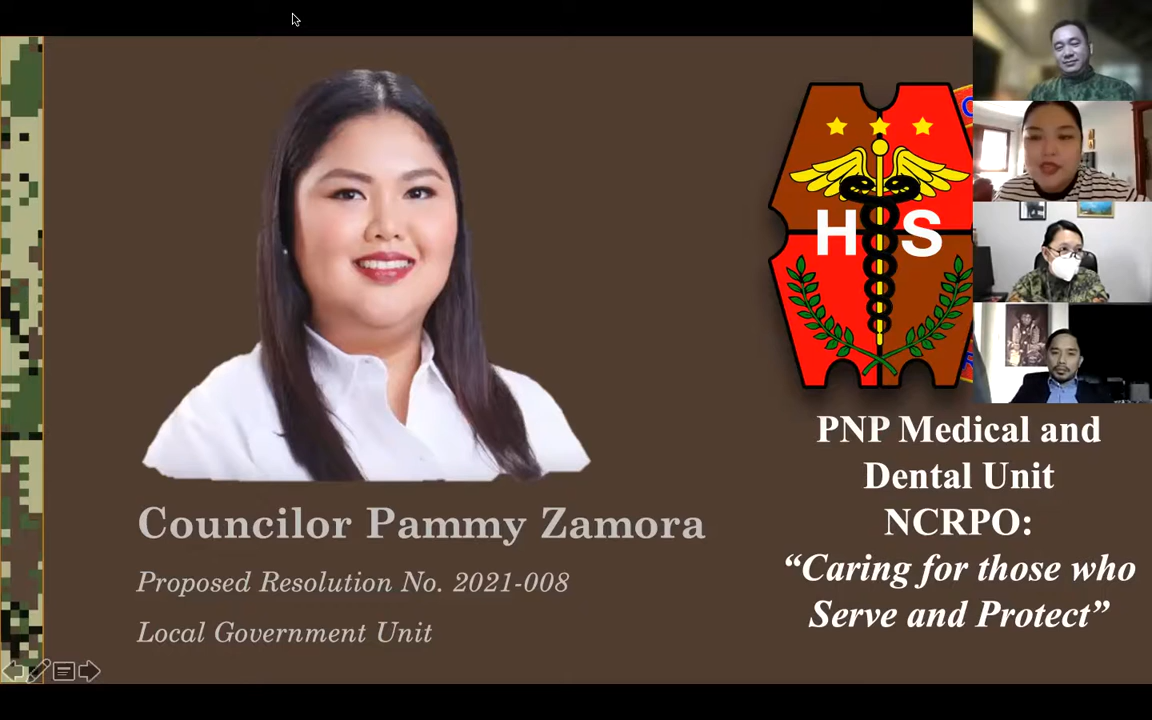 Councilor Pammy Zamora
Proposed Resolution No. 2021-008
Local Government Unit
H S
PNP Medical and
Dental Unit
NCRPO:
“Caring for those who
Serve and Protect”